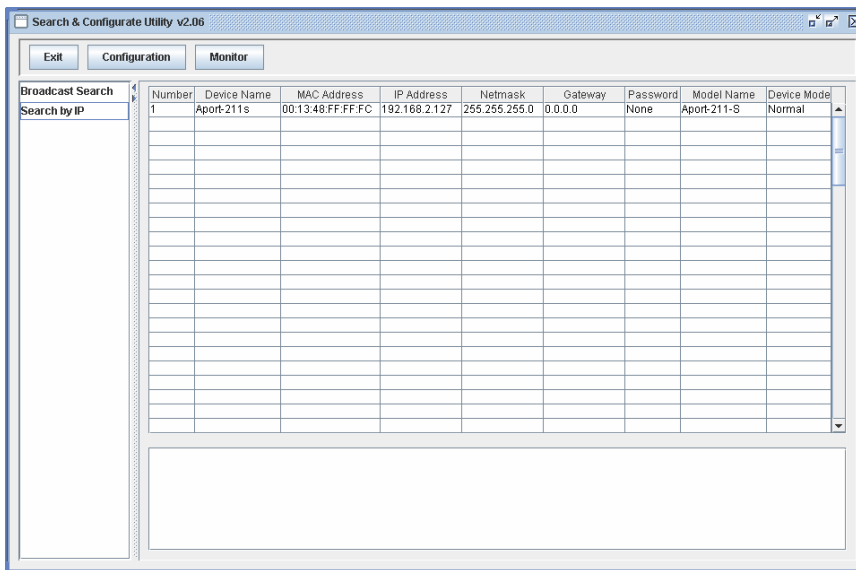 Search & Configurate Utility v2.06
Exit Configuration Monitor
Broadcast Search
Search by IP
Number Device Name MAC Address IP Address Netmask Gateway Password Model Name Device Mode
1 Aport-211s 00:13:48:FF:FF:FC 192.168.2.127 255.255.255.0 0.0.0.0 None Aport-211-S Normal